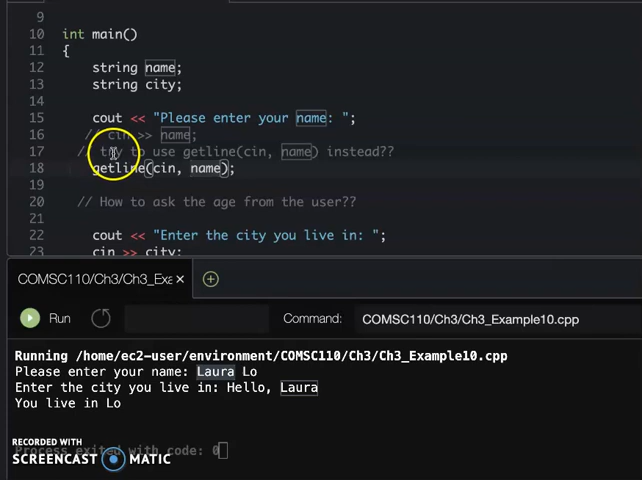 9
10 int main()
11 {
12 string name;
13 string city;
14
15 cout << "Please enter your name: ";
16 // cin >> name;
17 // try to use getline(cin, name) instead??
18 getline(cin, name);
19
20 // How to ask the age from the user??
21
22 cout << "Enter the city you live in: ";
23 cin >> city;
COMSC110/Ch3/Ch3_Exa ×
Run Command: COMSC110/Ch3/Ch3_Example10.cpp
Running /home/ec2-user/environment/COMSC110/Ch3/Ch3_Example10.cpp
Please enter your name: Laura Lo
Enter the city you live in: Hello, Laura
You live in Lo
RECORDED WITH
Process exited with code: 0
SCREENCAST MATIC